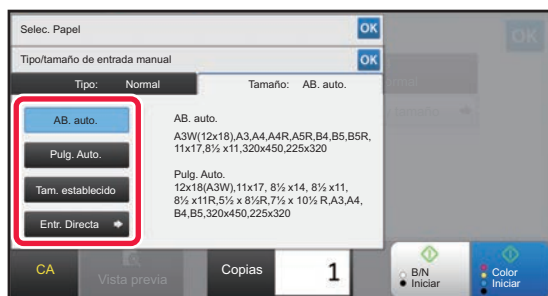 Selec. Papel
OK
OK
Tipo/tamaño de entrada manual
OK
Tipo: Normal
Tamaño: AB. auto.
AB. auto.
Pulg. Auto.
Tam. establecido
Entr. Directa
AB. auto.
A3W(12x18),A3,A4,A4R,A5R,B4,B5,B5R,
11x17,8½ x11,320x450,225x320
Pulg. Auto.
12x18(A3W),11x17, 8½ x14, 8½ x11,
8½ x11R,5½ x 8½R,7½ x 10½ R,A3,A4,
B4,B5,320x450,225x320
CA
Vista previa
Copias
1
B/N
Iniciar
Color
Iniciar